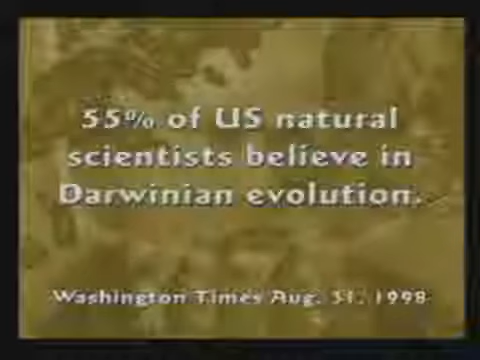 55% of US natural
scientists believe in
Darwinian evolution.
Washington Times Aug. 31, 1998